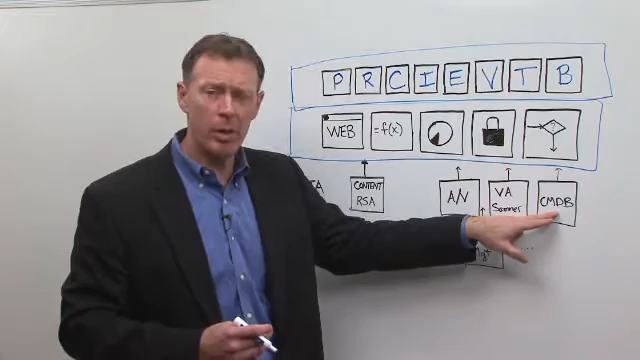 P R C I E V T B
WEB
=f(x)
CONTENT
RSA
A/V
VA
Scanner
CMDB